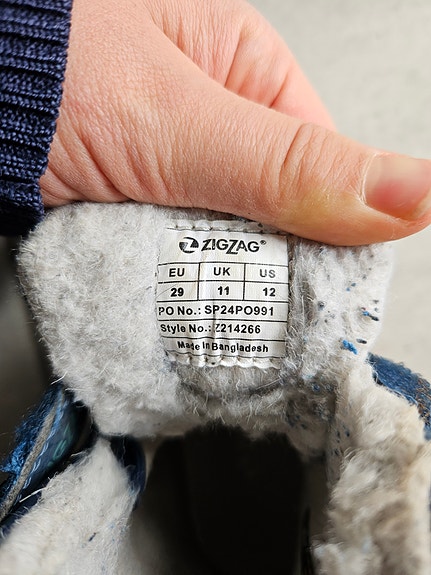 ZIGZAG®
EU UK US
29 11 12
PO No.: SP24PO991
Style No.: Z214266
Made in Bangladesh